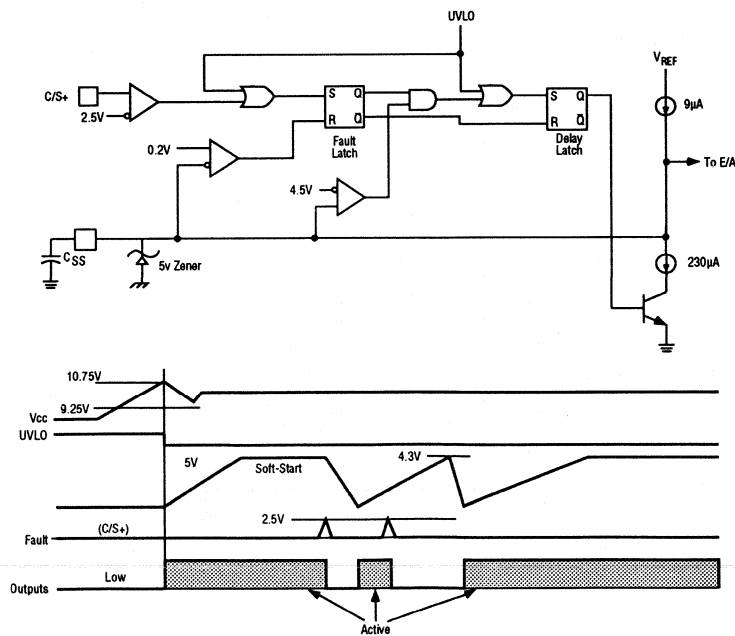 UVLO
VREF
C/S+
2.5V
S Q
R Q̅
Fault
Latch
S Q
R Q̅
Delay
Latch
9µA
To E/A
0.2V
4.5V
CSS
5v Zener
230µA
10.75V
9.25V
Vcc
UVLO
5V
Soft-Start
4.3V
2.5V
Fault
(C/S+)
Outputs
Low
Active